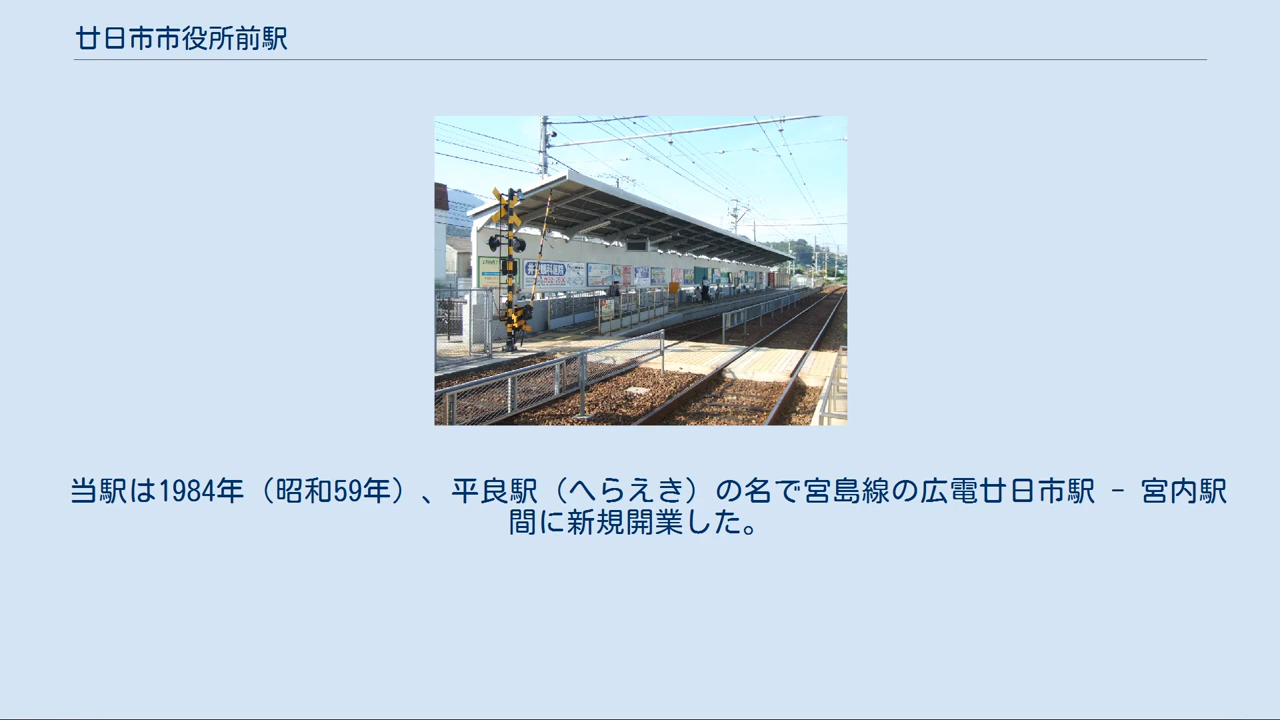 廿日市市役所前駅
当駅は1984年（昭和59年）、平良駅（へらえき）の名で宮島線の広電廿日市駅 - 宮内駅
間に新規開業した。